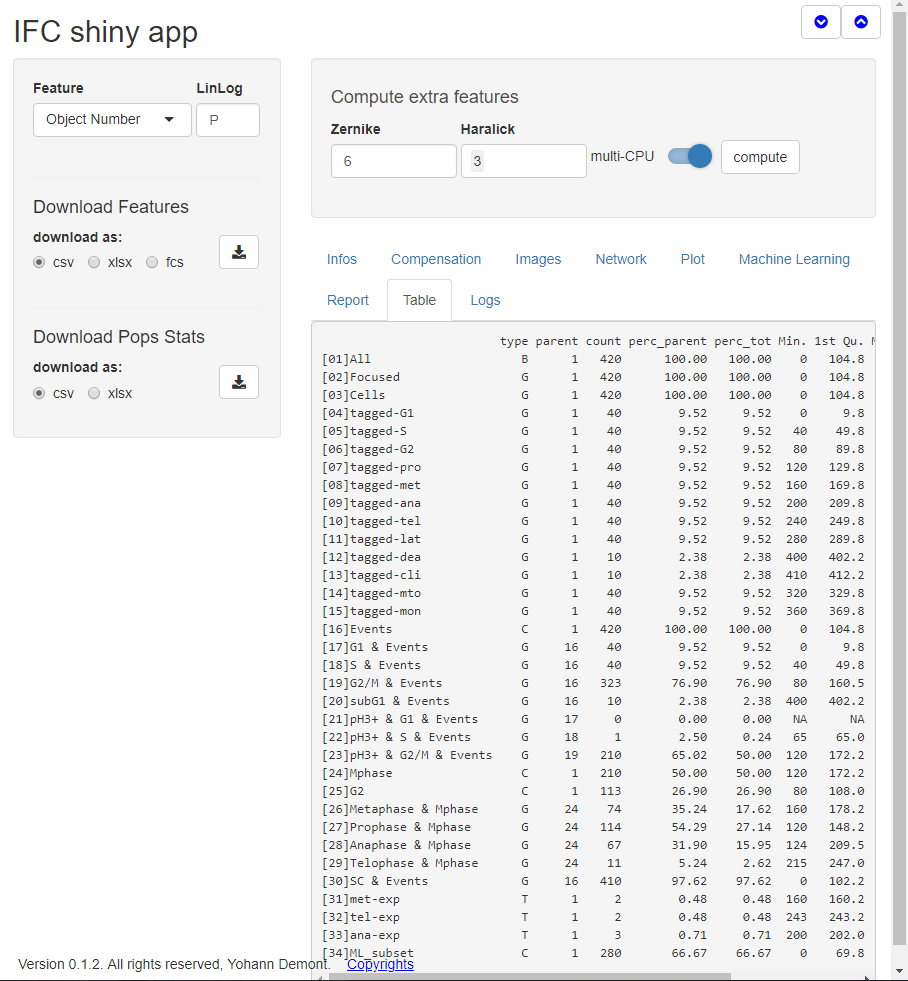 IFC shiny app
Feature LinLog
Object Number P
Download Features
download as:
csv xlsx fcs
Download Pops Stats
download as:
csv xlsx
Compute extra features
Zernike Haralick
6 3 multi-CPU compute
Infos Compensation Images Network Plot Machine Learning
Report Table Logs
type parent count perc_parent perc_tot Min. 1st Qu.
[01]All B 1 420 100.00 100.00 0 104.8
[02]Focused G 1 420 100.00 100.00 0 104.8
[03]Cells G 1 420 100.00 100.00 0 104.8
[04]tagged-G1 G 1 40 9.52 9.52 0 9.8
[05]tagged-S G 1 40 9.52 9.52 40 49.8
[06]tagged-G2 G 1 40 9.52 9.52 80 89.8
[07]tagged-pro G 1 40 9.52 9.52 120 129.8
[08]tagged-met G 1 40 9.52 9.52 160 169.8
[09]tagged-ana G 1 40 9.52 9.52 200 209.8
[10]tagged-tel G 1 40 9.52 9.52 240 249.8
[11]tagged-lat G 1 40 9.52 9.52 280 289.8
[12]tagged-dea G 1 10 2.38 2.38 400 402.2
[13]tagged-cli G 1 10 2.38 2.38 410 412.2
[14]tagged-mto G 1 40 9.52 9.52 320 329.8
[15]tagged-mon G 1 40 9.52 9.52 360 369.8
[16]Events C 1 420 100.00 100.00 0 104.8
[17]G1 & Events G 16 40 9.52 9.52 0 9.8
[18]S & Events G 16 40 9.52 9.52 40 49.8
[19]G2/M & Events G 16 323 76.90 76.90 80 160.5
[20]subG1 & Events G 16 10 2.38 2.38 400 402.2
[21]pH3+ & G1 & Events G 17 0 0.00 0.00 NA NA
[22]pH3+ & S & Events G 18 1 2.50 0.24 65 65.0
[23]pH3+ & G2/M & Events G 19 210 65.02 50.00 120 172.2
[24]Mphase C 1 210 50.00 50.00 120 172.2
[25]G2 C 1 113 26.90 26.90 80 108.0
[26]Metaphase & Mphase G 24 74 35.24 17.62 160 178.2
[27]Prophase & Mphase G 24 114 54.29 27.14 120 148.2
[28]Anaphase & Mphase G 24 67 31.90 15.95 124 209.5
[29]Telophase & Mphase G 24 11 5.24 2.62 215 247.0
[30]SC & Events G 16 410 97.62 97.62 0 102.2
[31]met-exp T 1 2 0.48 0.48 160 160.2
[32]tel-exp T 1 2 0.48 0.48 243 243.2
[33]ana-exp T 1 3 0.71 0.71 200 202.0
[34]ML_subset C 1 280 66.67 66.67 0 69.8
Version 0.1.2. All rights reserved, Yohann Demont. Copyrights